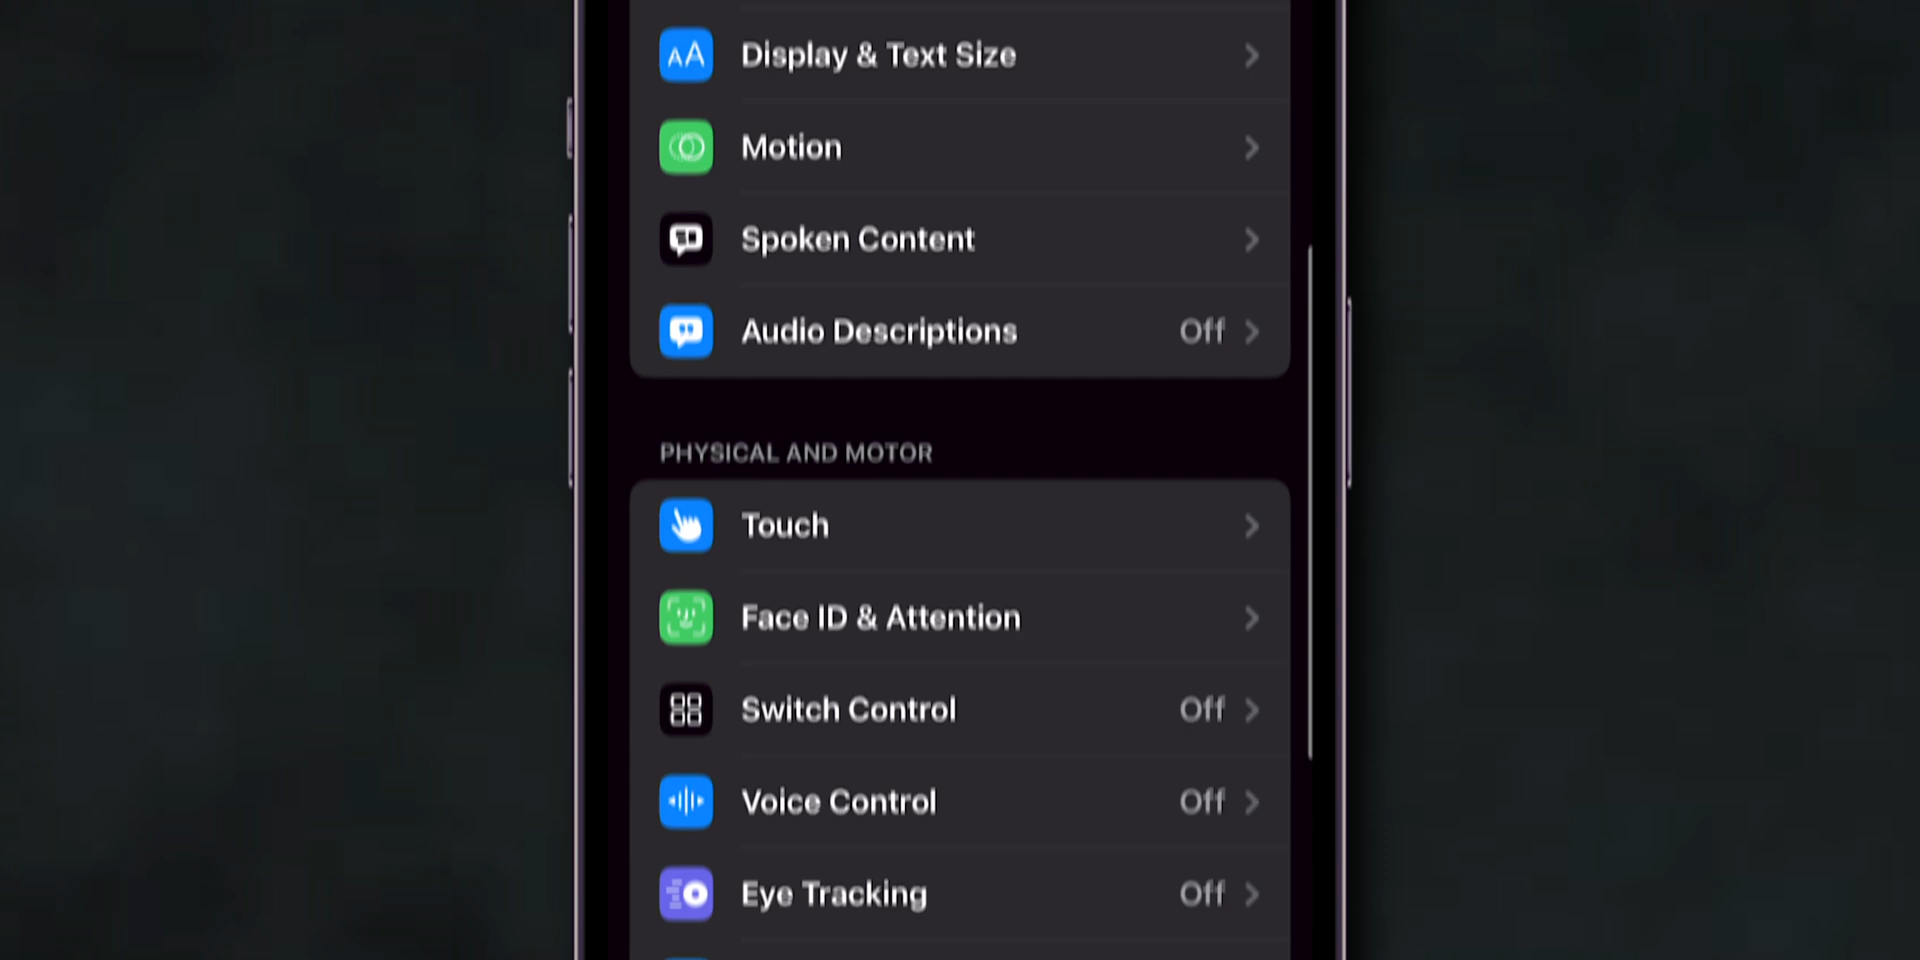 Display & Text Size
Motion
Spoken Content
Audio Descriptions Off
PHYSICAL AND MOTOR
Touch
Face ID & Attention
Switch Control Off
Voice Control Off
Eye Tracking Off